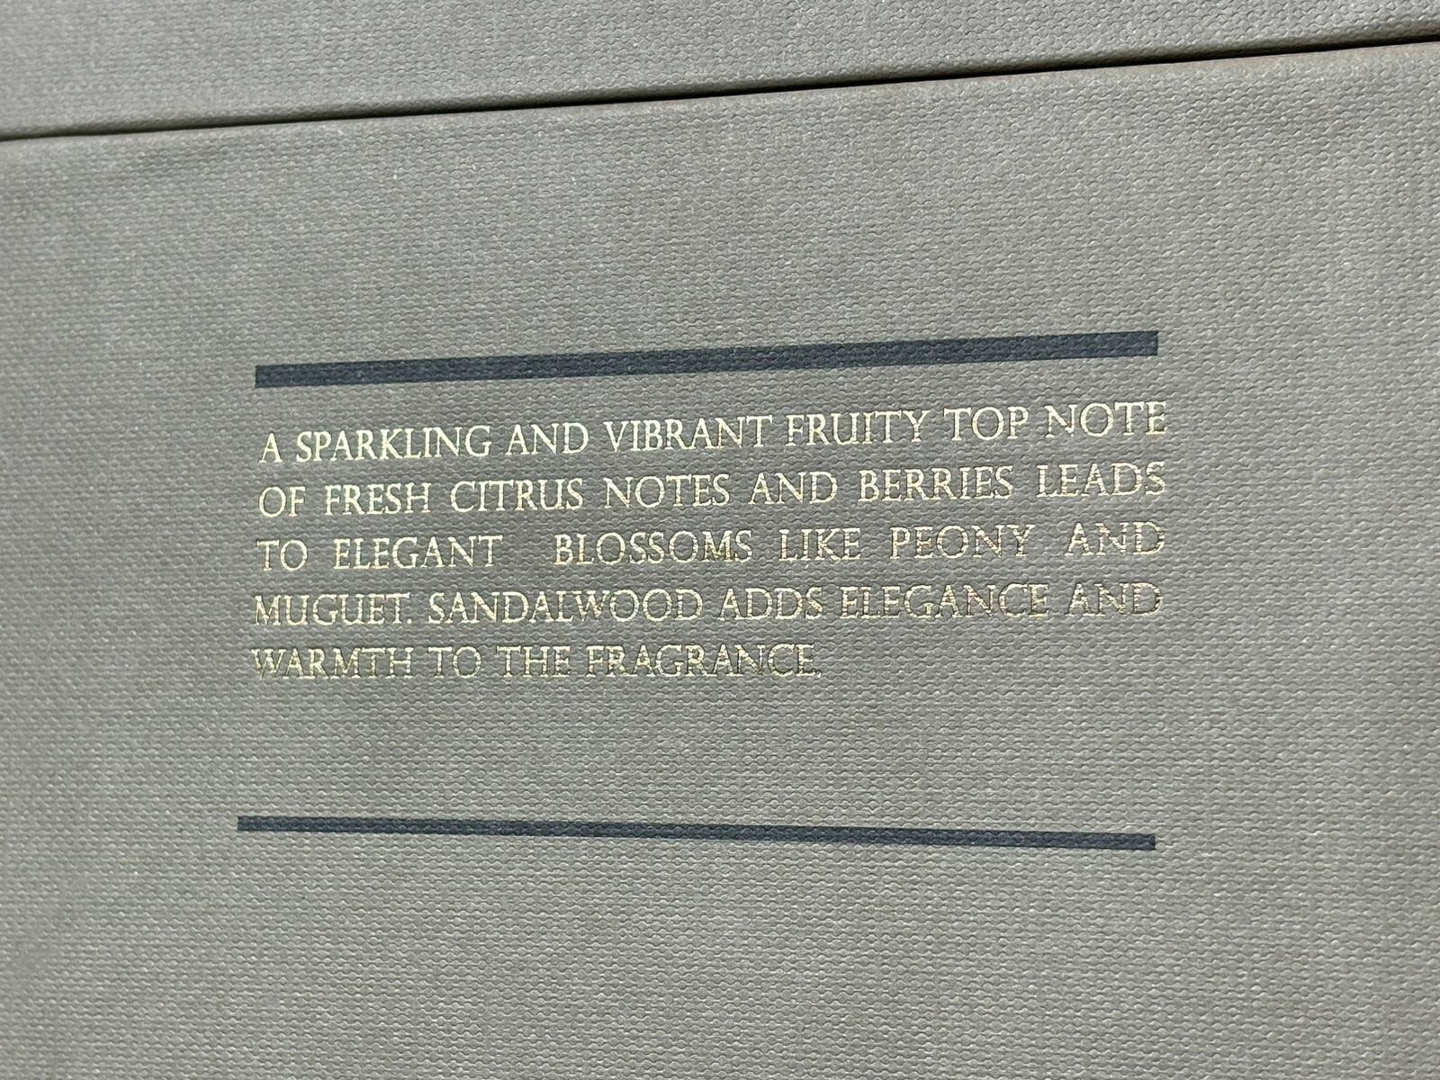 A SPARKLING AND VIBRANT FRUITY TOP NOTE
OF FRESH CITRUS NOTES AND BERRIES LEADS
TO ELEGANT BLOSSOMS LIKE PEONY AND
MUGUET. SANDALWOOD ADDS ELEGANCE AND
WARMTH TO THE FRAGRANCE.